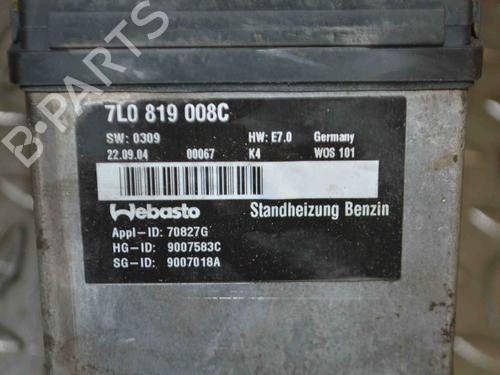 7L0 819 008C
SW: 0309 HW: E7.0 Germany
22.09.04 00067 K4 WOS 101
Webasto Standheizung Benzin
Appl-ID: 70827G
HG-ID: 9007583C
SG-ID: 9007018A
B-PARTS